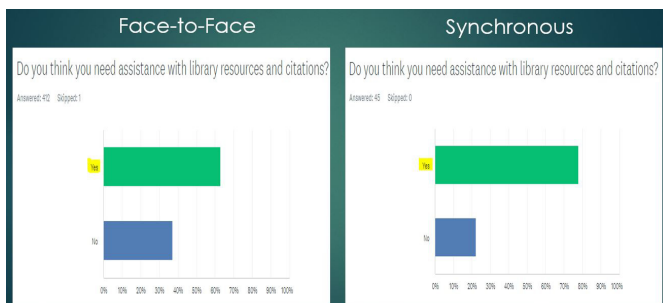 Face-to-Face
Do you think you need assistance with library resources and citations?
Answered: 412 Skipped: 1
Yes
No
0% 10% 20% 30% 40% 50% 60% 70% 80% 90% 100%
Synchronous
Do you think you need assistance with library resources and citations?
Answered: 45 Skipped: 0
Yes
No
0% 10% 20% 30% 40% 50% 60% 70% 80% 90% 100%